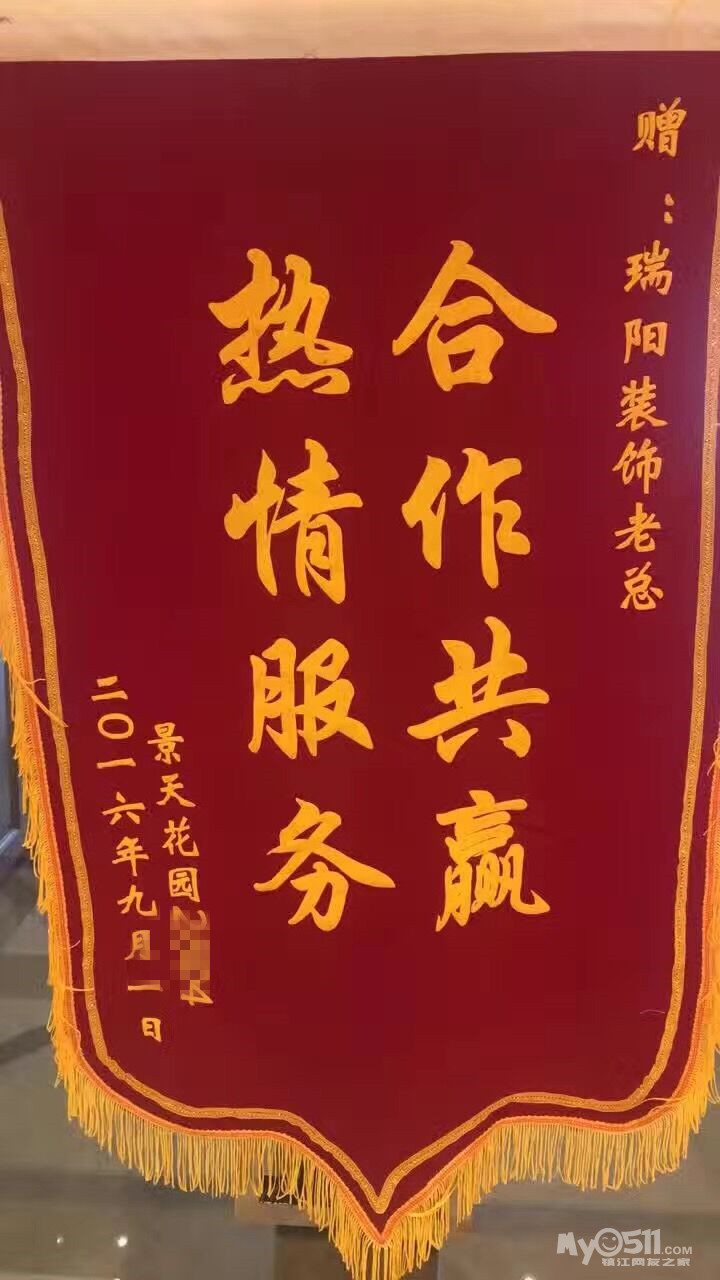 赠：瑞阳装饰老总
合作共赢
热情服务
景天花园
二〇一六年九月一日
My0511.com
镇江网友之家